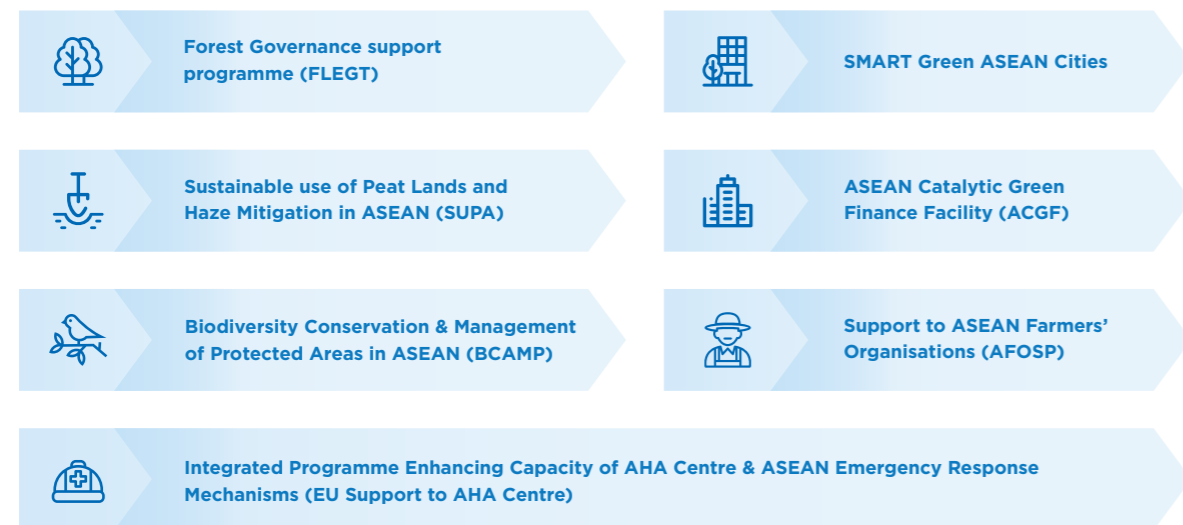 Forest Governance support
programme (FLEGT)
SMART Green ASEAN Cities
Sustainable use of Peat Lands and
Haze Mitigation in ASEAN (SUPA)
ASEAN Catalytic Green
Finance Facility (ACGF)
Biodiversity Conservation & Management
of Protected Areas in ASEAN (BCAMP)
Support to ASEAN Farmers’
Organisations (AFOSP)
Integrated Programme Enhancing Capacity of AHA Centre & ASEAN Emergency Response
Mechanisms (EU Support to AHA Centre)